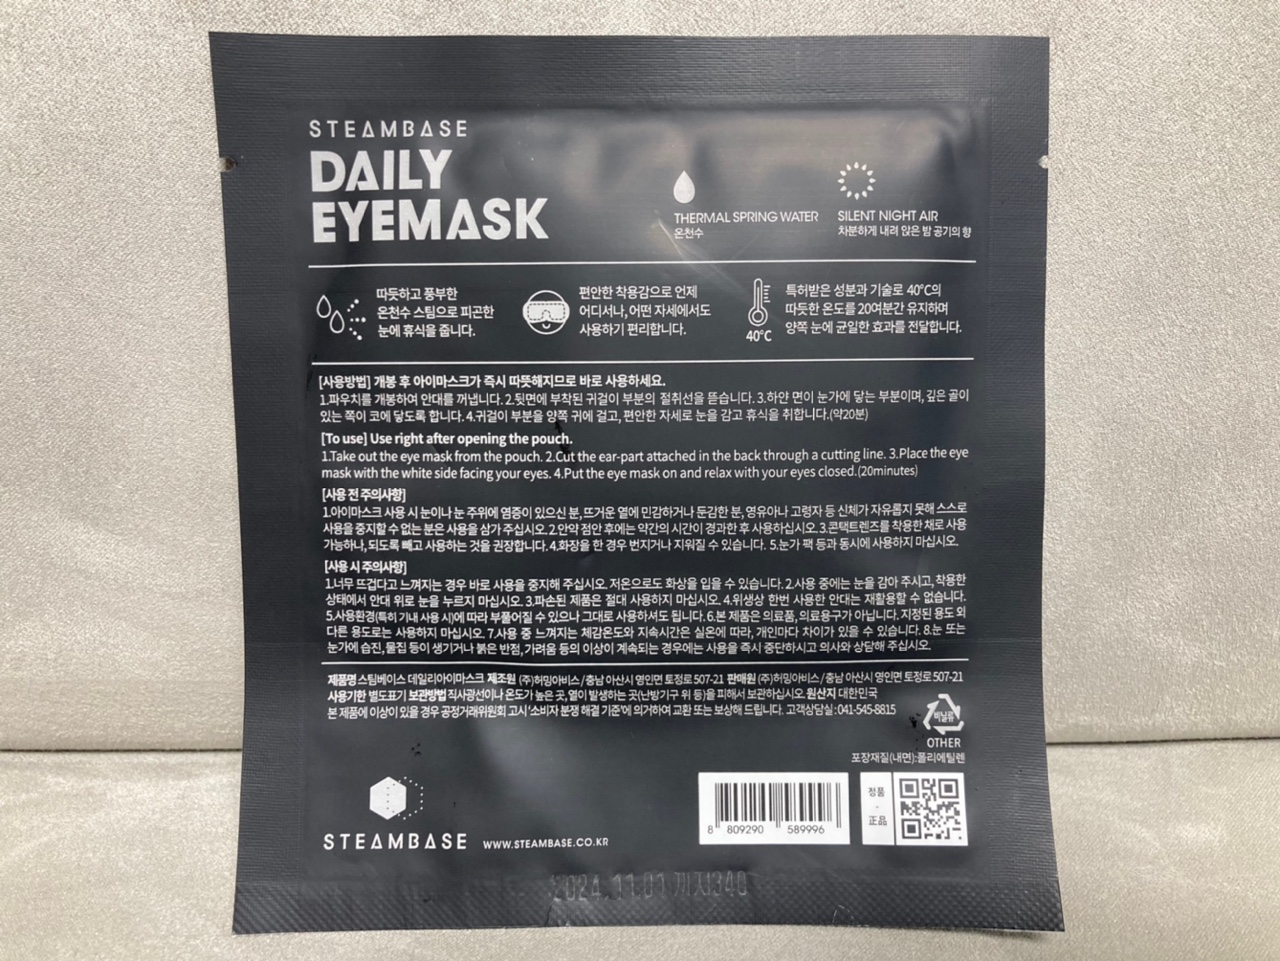 STEAMBASE
DAILY
EYEMASK
THERMAL SPRING WATER
온천수
SILENT NIGHT AIR
차분하게 내려 앉은 밤 공기의 향
따듯하고 풍부한
온천수 스팀으로 피곤한
눈에 휴식을 줍니다.
편안한 착용감으로 언제
어디서나, 어떤 자세에서도
사용하기 편리합니다.
40°C
특허받은 성분과 기술로 40°C의
따듯한 온도를 20여분간 유지하며
양쪽 눈에 균일한 효과를 전달합니다.
[사용방법] 개봉 후 아이마스크가 즉시 따뜻해지므로 바로 사용하세요.
1.파우치를 개봉하여 안대를 꺼냅니다. 2.뒷면에 부착된 귀걸이 부분의 절취선을 뜯습니다. 3.하얀 면이 눈가에 닿는 부분이며, 깊은 골이
있는 쪽이 코에 닿도록 합니다. 4.귀걸이 부분을 양쪽 귀에 걸고, 편안한 자세로 눈을 감고 휴식을 취합니다.(약20분)
[To use] Use right after opening the pouch.
1.Take out the eye mask from the pouch. 2.Cut the ear-part attached in the back through a cutting line. 3.Place the eye
mask with the white side facing your eyes. 4.Put the eye mask on and relax with your eyes closed.(20minutes)
[사용 전 주의사항]
1.아이마스크 사용 시 눈이나 눈 주위에 염증이 있으신 분, 뜨거운 열에 민감하거나 둔감한 분, 영유아나 고령자 등 신체가 자유롭지 못해 스스로
사용을 중지할 수 없는 분은 사용을 삼가 주십시오. 2.안약 점안 후에는 약간의 시간이 경과한 후 사용하십시오. 3.콘택트렌즈를 착용한 채로 사용
가능하나, 되도록 빼고 사용하는 것을 권장합니다. 4.화장을 한 경우 번지거나 지워질 수 있습니다. 5.눈가 팩 등과 동시에 사용하지 마십시오.
[사용 시 주의사항]
1.너무 뜨겁다고 느껴지는 경우 바로 사용을 중지해 주십시오. 저온으로도 화상을 입을 수 있습니다. 2.사용 중에는 눈을 감아 주시고, 착용한
상태에서 안대 위로 눈을 누르지 마십시오. 3.파손된 제품은 절대 사용하지 마십시오. 4.위생상 한번 사용한 안대는 재활용할 수 없습니다.
5.사용환경(특히 기내 사용 시)에 따라 부풀어질 수 있으나 그대로 사용하셔도 됩니다. 6.본 제품은 의료품, 의료용구가 아닙니다. 지정된 용도 외
다른 용도로는 사용하지 마십시오. 7.사용 중 느껴지는 체감온도와 지속시간은 실온에 따라, 개인마다 차이가 있을 수 있습니다. 8.눈 또는
눈가에 습진, 물집 등이 생기거나 붉은 반점, 가려움 등의 이상이 계속되는 경우에는 사용을 즉시 중단하시고 의사와 상담해 주십시오.
제품명 스팀베이스 데일리아이마스크 제조원 (주)허밍아비스/충남 아산시 영인면 토정로 507-21 판매원 (주)허밍아비스/충남 아산시 영인면 토정로 507-21
사용기한 별도표기 보관방법 직사광선이나 온도가 높은 곳, 열이 발생하는 곳(난방기구 위 등)을 피해서 보관하십시오. 원산지 대한민국
본 제품에 이상이 있을 경우 공정거래위원회 고시 '소비자 분쟁 해결 기준'에 의거하여 교환 또는 보상해 드립니다. 고객상담실 : 041-545-8815
비닐류
OTHER
포장재질(내면):폴리에틸렌
정품
正品
8 809290 589996
STEAMBASE
WWW.STEAMBASE.CO.KR
2024.11.01 까지340